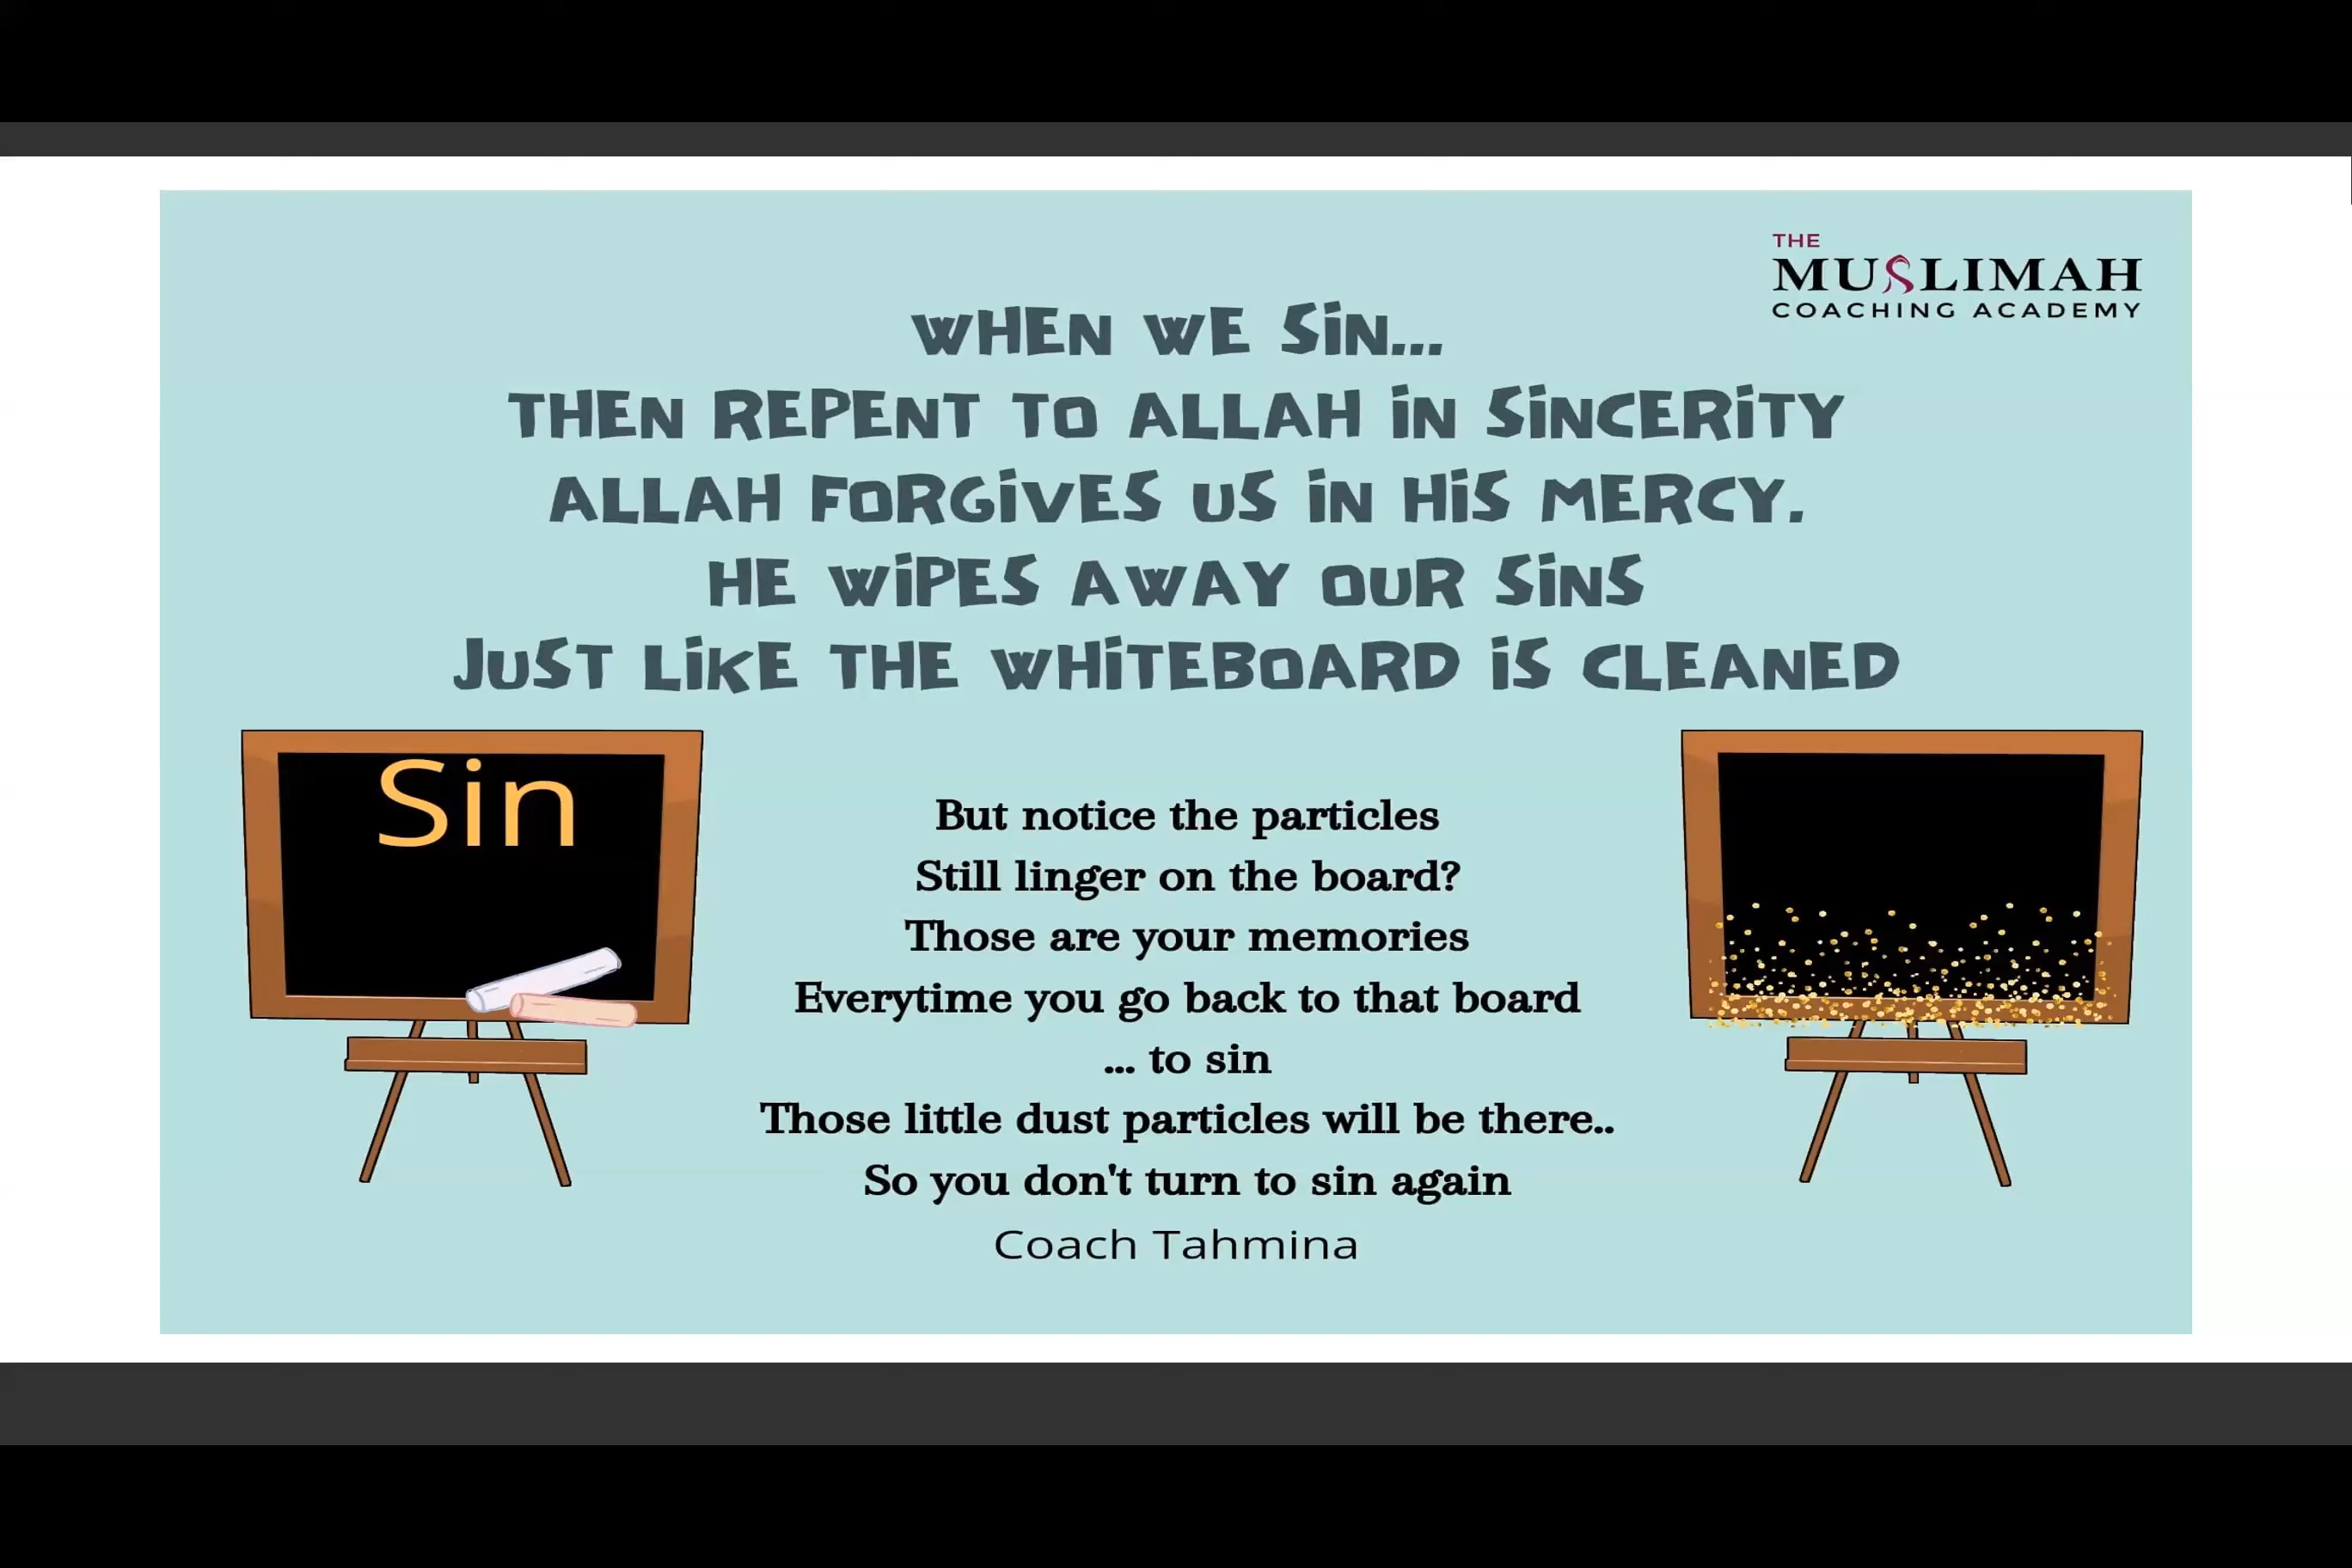 THE
MUSLIMAH
COACHING ACADEMY
WHEN WE SIN...
THEN REPENT TO ALLAH IN SINCERITY
ALLAH FORGIVES US IN HIS MERCY.
HE WIPES AWAY OUR SINS
JUST LIKE THE WHITEBOARD IS CLEANED
Sin
But notice the particles
Still linger on the board?
Those are your memories
Everytime you go back to that board
... to sin
Those little dust particles will be there..
So you don't turn to sin again
Coach Tahmina